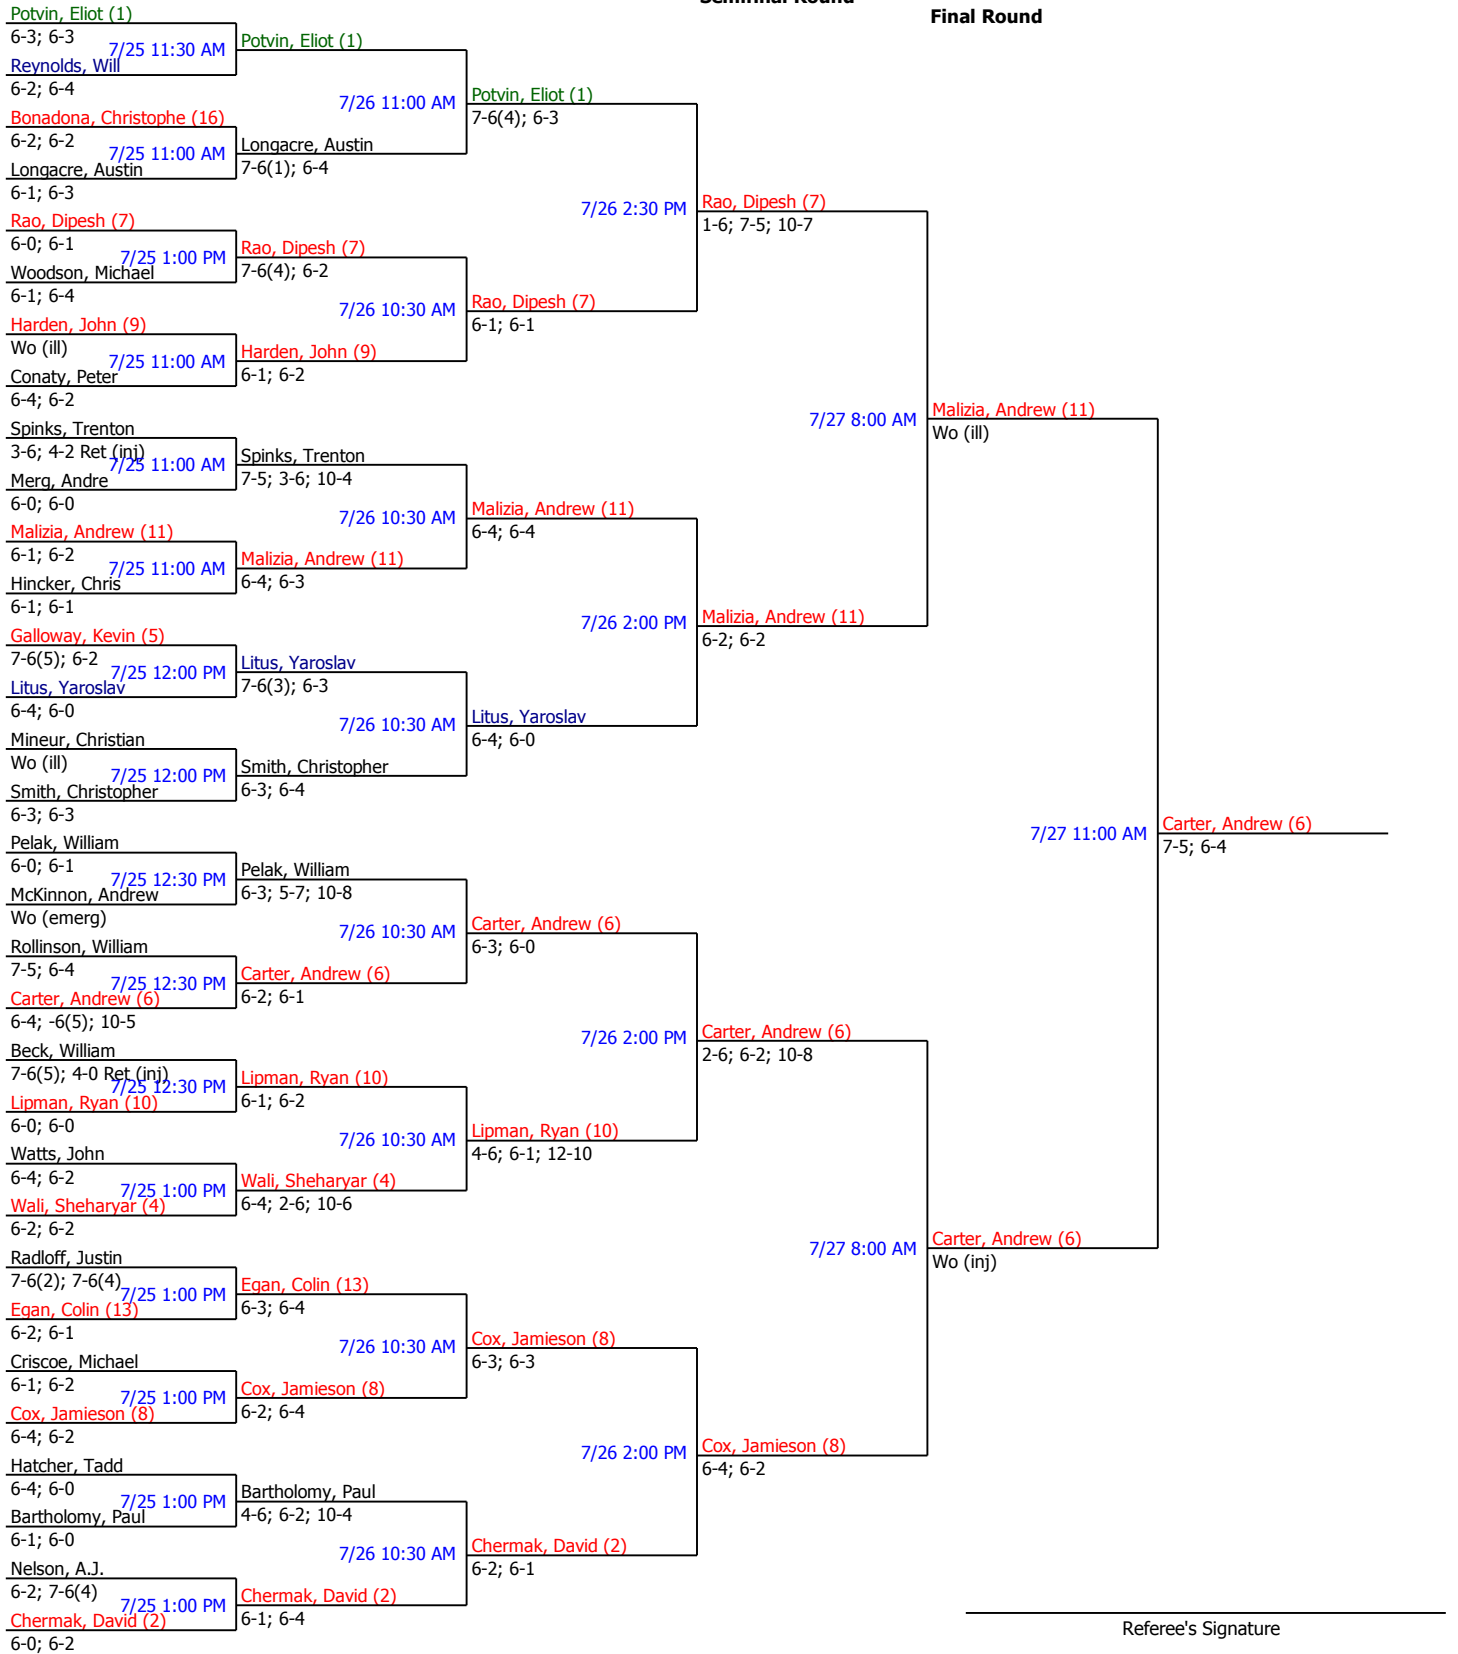 Semifinal Round
Final Round
Potvin, Eliot (1)
6-3; 6-3
7/25 11:30 AM
Reynolds, Will
6-2; 6-4
Bonadona, Christophe (16)
6-2; 6-2
7/25 11:00 AM
Longacre, Austin
6-1; 6-3
Rao, Dipesh (7)
6-0; 6-1
7/25 1:00 PM
Woodson, Michael
6-1; 6-4
Harden, John (9)
Wo (ill)
7/25 11:00 AM
Conaty, Peter
6-4; 6-2
Spinks, Trenton
3-6; 4-2 Ret (inj)
7/25 11:00 AM
Merg, Andre
6-0; 6-0
Malizia, Andrew (11)
6-1; 6-2
7/25 11:00 AM
Hincker, Chris
6-1; 6-1
Galloway, Kevin (5)
7-6(5); 6-2
7/25 12:00 PM
Litus, Yaroslav
6-4; 6-0
Mineur, Christian
Wo (ill)
7/25 12:00 PM
Smith, Christopher
6-3; 6-3
Pelak, William
6-0; 6-1
7/25 12:30 PM
McKinnon, Andrew
Wo (emerg)
Rollinson, William
7-5; 6-4
7/25 12:30 PM
Carter, Andrew (6)
6-4; -6(5); 10-5
Beck, William
7-6(5); 4-0 Ret (inj)
7/25 12:30 PM
Lipman, Ryan (10)
6-0; 6-0
Watts, John
6-4; 6-2
7/25 1:00 PM
Wali, Sheharyar (4)
6-2; 6-2
Radloff, Justin
7-6(2); 7-6(4)
7/25 1:00 PM
Egan, Colin (13)
6-2; 6-1
Criscoe, Michael
6-1; 6-2
7/25 1:00 PM
Cox, Jamieson (8)
6-4; 6-2
Hatcher, Tadd
6-4; 6-0
7/25 1:00 PM
Bartholomy, Paul
6-1; 6-0
Nelson, A.J.
6-2; 7-6(4)
7/25 1:00 PM
Chermak, David (2)
6-0; 6-2
Potvin, Eliot (1)
7/26 11:00 AM
Longacre, Austin
7-6(1); 6-4
Rao, Dipesh (7)
7-6(4); 6-2
7/26 10:30 AM
Harden, John (9)
6-1; 6-2
Spinks, Trenton
7-5; 3-6; 10-4
7/26 10:30 AM
Malizia, Andrew (11)
6-4; 6-3
Litus, Yaroslav
7-6(3); 6-3
7/26 10:30 AM
Smith, Christopher
6-3; 6-4
Pelak, William
6-3; 5-7; 10-8
7/26 10:30 AM
Carter, Andrew (6)
6-2; 6-1
Lipman, Ryan (10)
6-1; 6-2
7/26 10:30 AM
Wali, Sheharyar (4)
6-4; 2-6; 10-6
Egan, Colin (13)
6-3; 6-4
7/26 10:30 AM
Cox, Jamieson (8)
6-2; 6-4
Bartholomy, Paul
4-6; 6-2; 10-4
7/26 10:30 AM
Chermak, David (2)
6-1; 6-4
Potvin, Eliot (1)
7-6(4); 6-3
7/26 2:30 PM
Rao, Dipesh (7)
6-1; 6-1
Malizia, Andrew (11)
6-4; 6-4
7/26 2:00 PM
Litus, Yaroslav
6-4; 6-0
Carter, Andrew (6)
6-3; 6-0
7/26 2:00 PM
Lipman, Ryan (10)
4-6; 6-1; 12-10
Cox, Jamieson (8)
6-3; 6-3
7/26 2:00 PM
Chermak, David (2)
6-2; 6-1
Rao, Dipesh (7)
1-6; 7-5; 10-7
7/27 8:00 AM
Malizia, Andrew (11)
6-2; 6-2
Carter, Andrew (6)
2-6; 6-2; 10-8
7/27 8:00 AM
Cox, Jamieson (8)
6-4; 6-2
Malizia, Andrew (11)
Wo (ill)
7/27 11:00 AM
Carter, Andrew (6)
Wo (inj)
Carter, Andrew (6)
7-5; 6-4
Referee's Signature